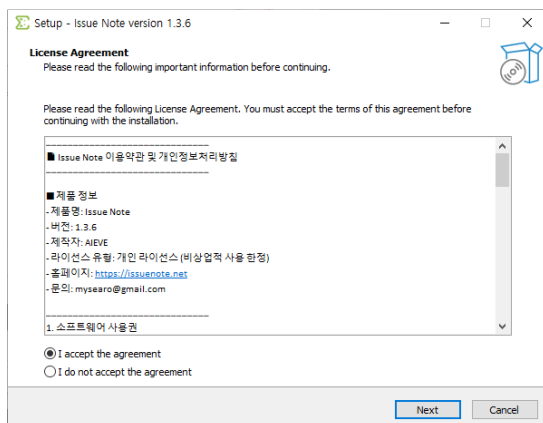 Setup - Issue Note version 1.3.6
License Agreement
Please read the following important information before continuing.
Please read the following License Agreement. You must accept the terms of this agreement before
continuing with the installation.
______________________________
Issue Note 이용약관 및 개인정보처리방침
______________________________
■ 제품 정보
- 제품명: Issue Note
- 버전: 1.3.6
- 제작자: AIEVE
- 라이선스 유형: 개인 라이선스 (비상업적 사용 한정)
- 홈페이지: https://issuenote.net
- 문의: mysearo@gmail.com
______________________________
1. 소프트웨어 사용권
I accept the agreement
I do not accept the agreement
Next
Cancel